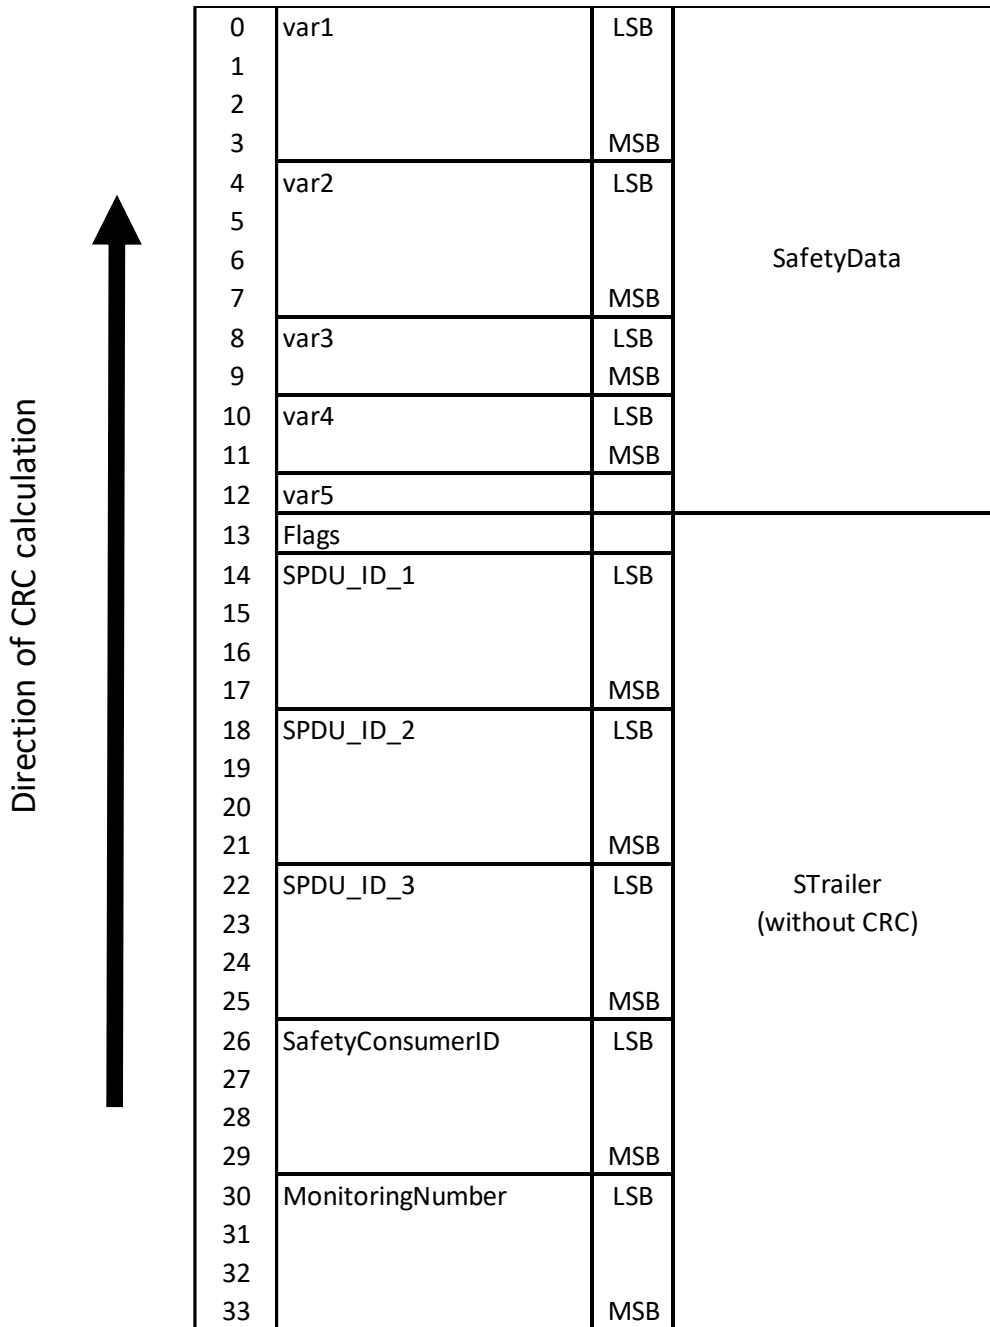 Direction of CRC calculation
0 var1 LSB
1
2
3 MSB
4 var2 LSB
5
6 SafetyData
7 MSB
8 var3 LSB
9 MSB
10 var4 LSB
11 MSB
12 var5
13 Flags
14 SPDU_ID_1 LSB
15
16
17 MSB
18 SPDU_ID_2 LSB
19
20
21 MSB
22 SPDU_ID_3 LSB STrailer
23 (without CRC)
24
25 MSB
26 SafetyConsumerID LSB
27
28
29 MSB
30 MonitoringNumber LSB
31
32
33 MSB